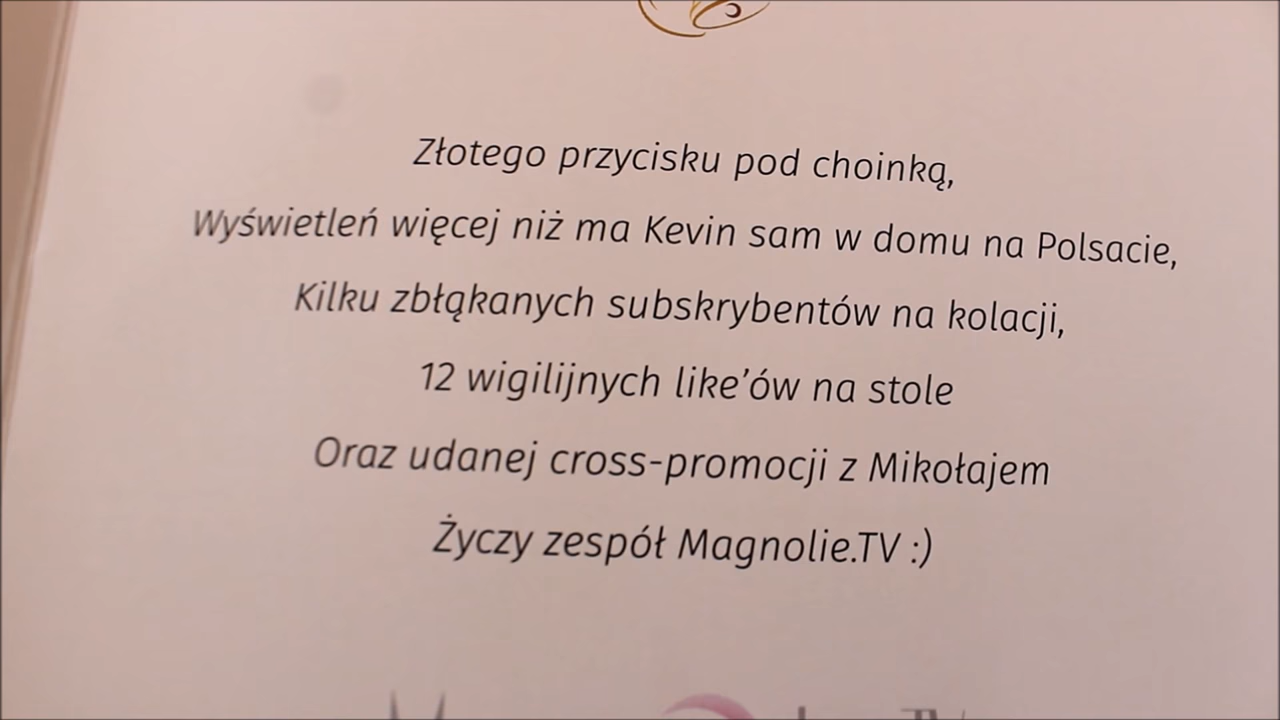 Złotego przycisku pod choinką,
Wyświetleń więcej niż ma Kevin sam w domu na Polsacie,
Kilku zbłąkanych subskrybentów na kolacji,
12 wigilijnych like’ów na stole
Oraz udanej cross-promocji z Mikołajem
Życzy zespół Magnolie.TV :)